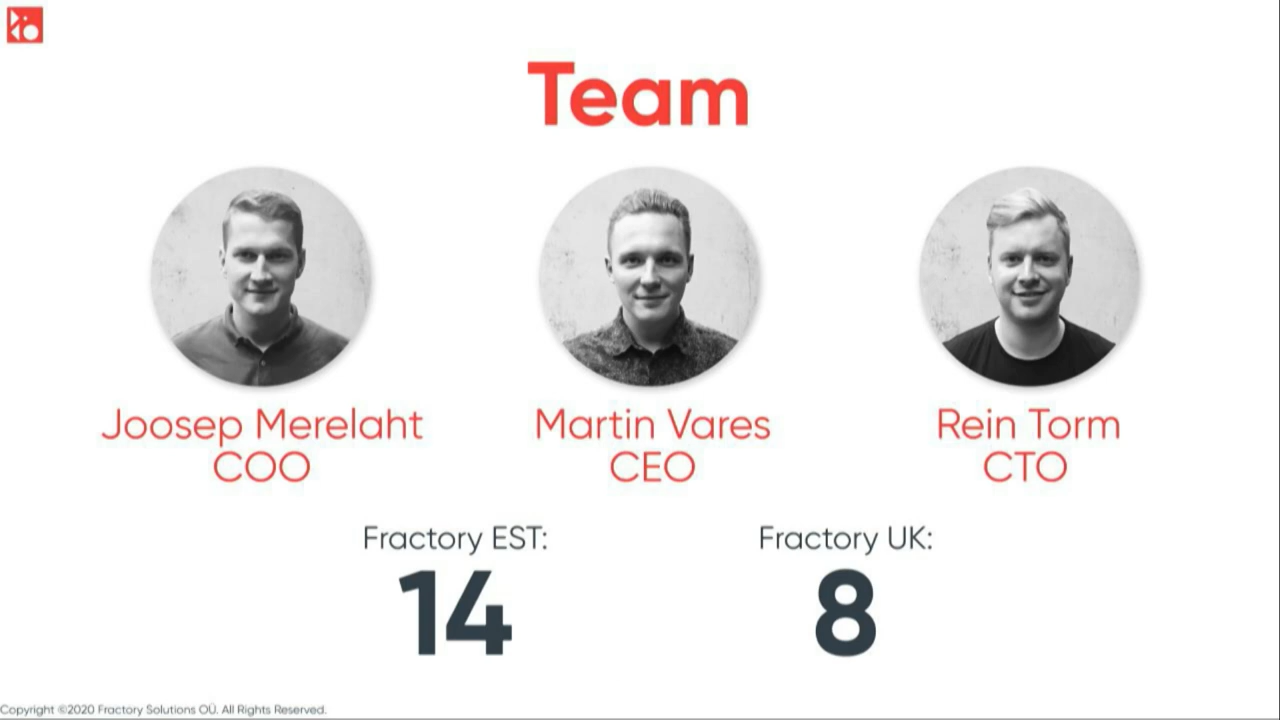 Team
Joosep Merelaht
COO
Martin Vares
CEO
Rein Torm
CTO
Fractory EST:
14
Fractory UK:
8
Copyright ©2020 Fractory Solutions OÜ. All Rights Reserved.